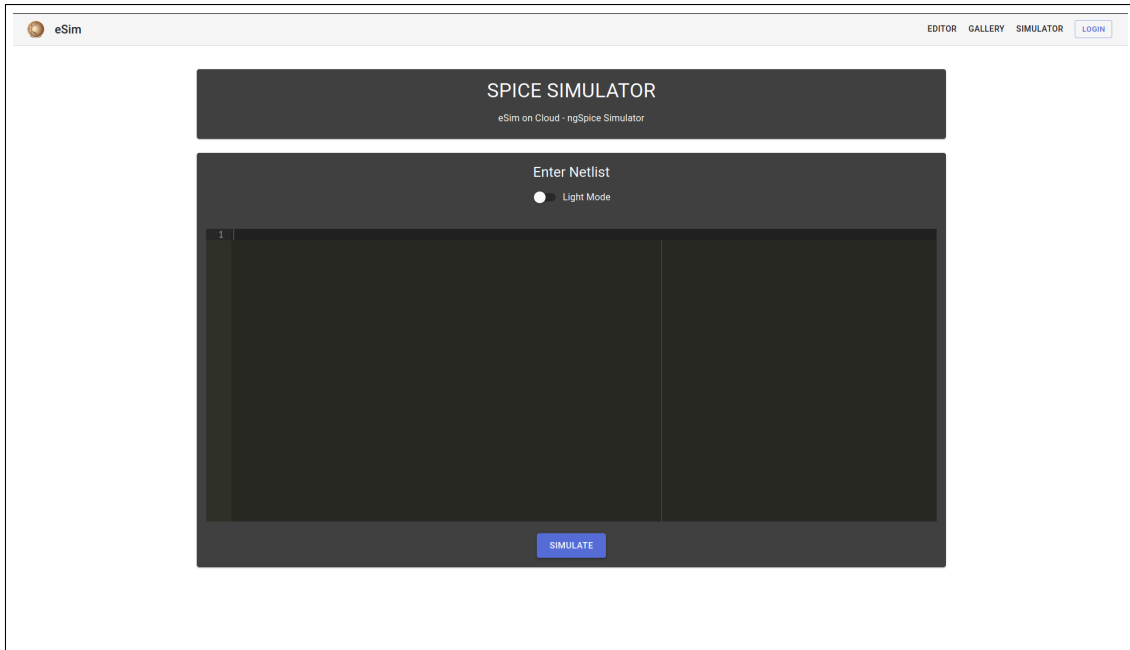 eSim
EDITOR GALLERY SIMULATOR LOGIN
SPICE SIMULATOR
eSim on Cloud - ngSpice Simulator
Enter Netlist
Light Mode
1
SIMULATE